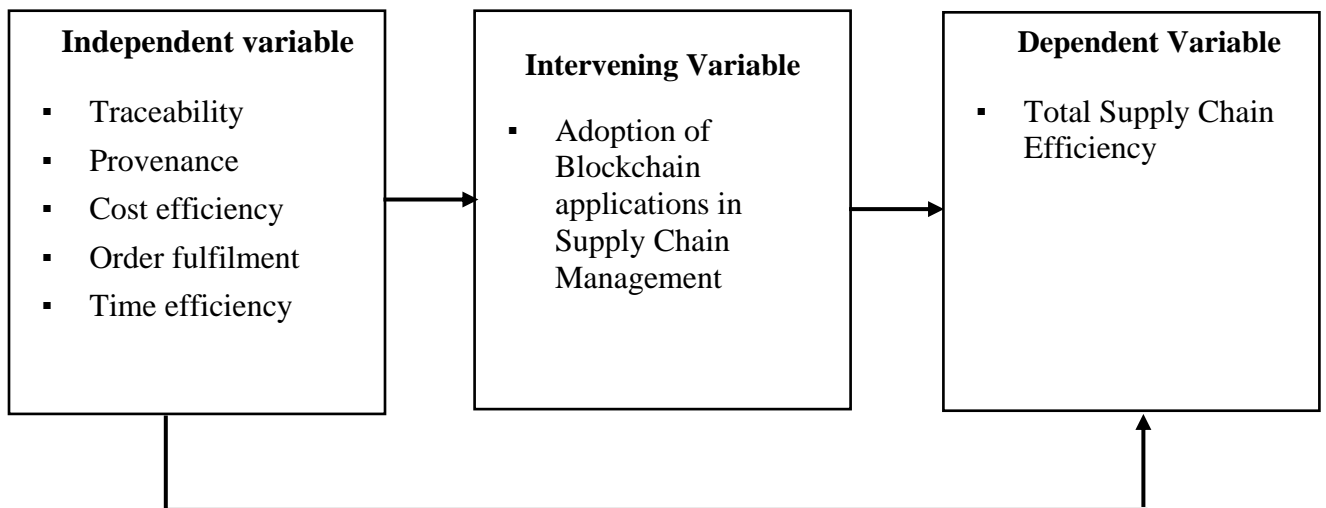 Independent variable
▪ Traceability
▪ Provenance
▪ Cost efficiency
▪ Order fulfilment
▪ Time efficiency
Intervening Variable
▪ Adoption of
Blockchain
applications in
Supply Chain
Management
Dependent Variable
▪ Total Supply Chain
Efficiency